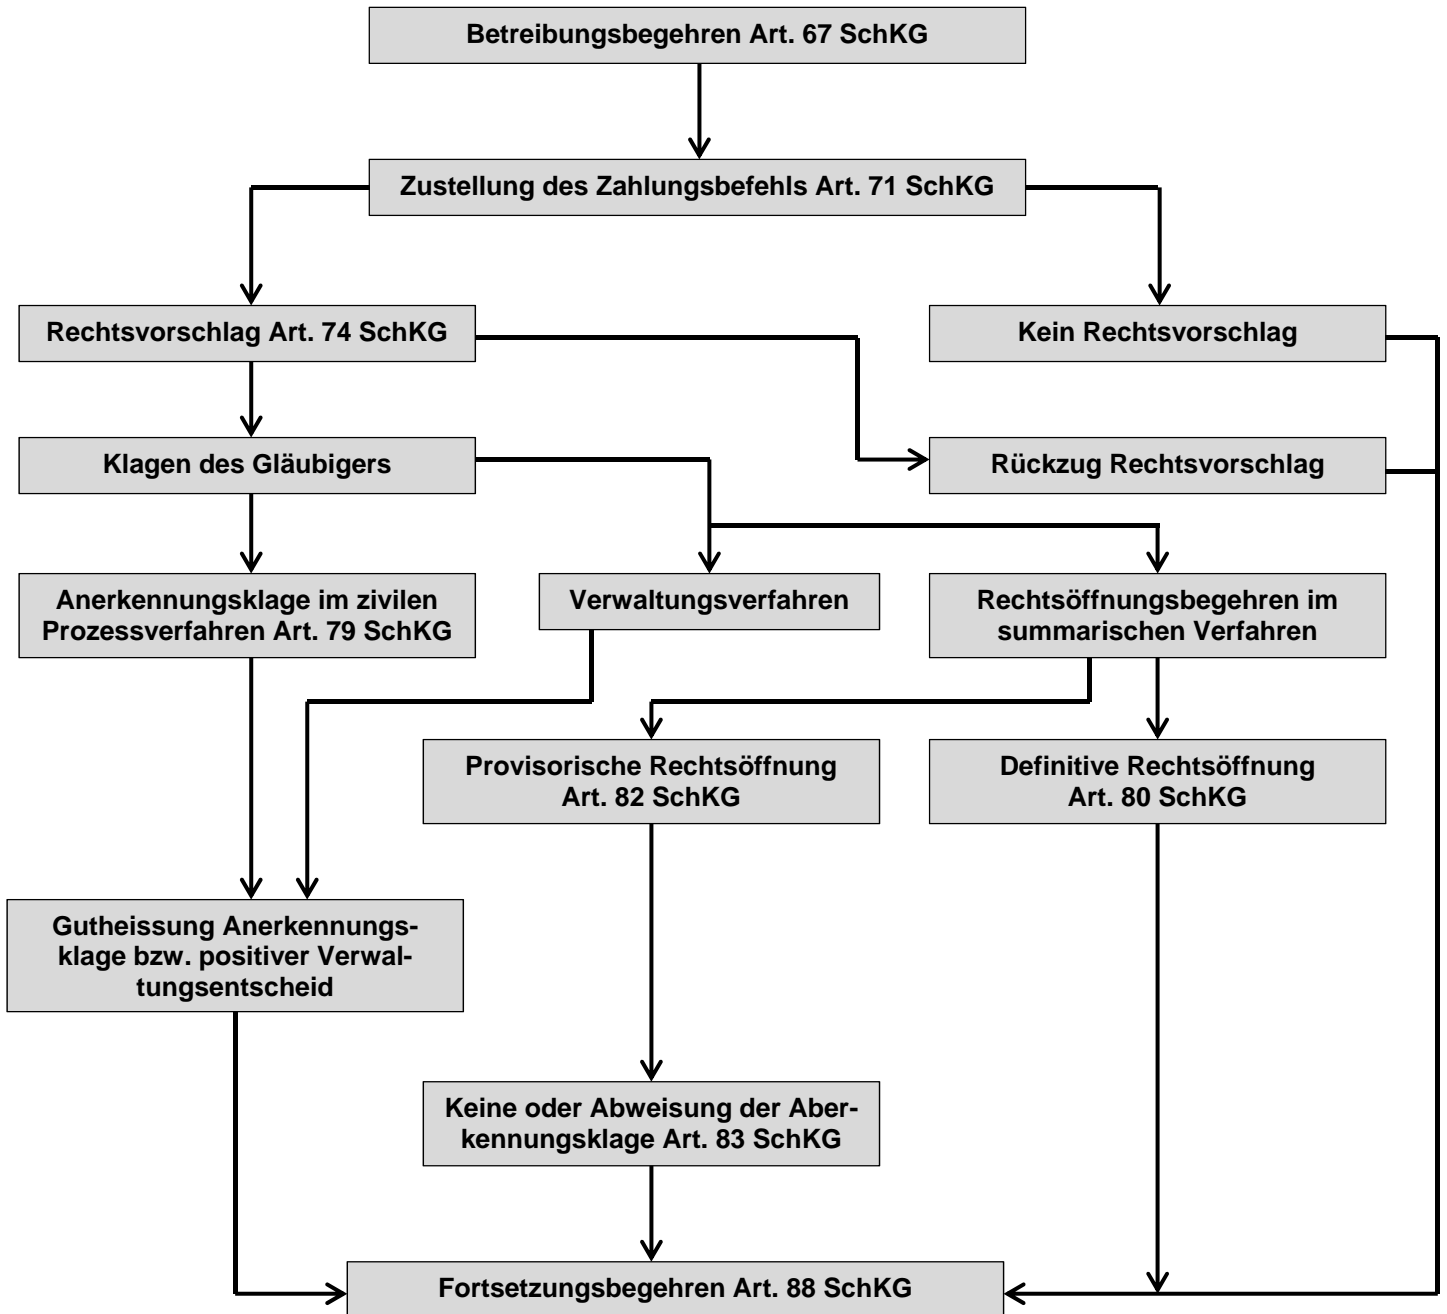 Betreibungsbegehren Art. 67 SchKG
Zustellung des Zahlungsbefehls Art. 71 SchKG
Rechtsvorschlag Art. 74 SchKG
Kein Rechtsvorschlag
Klagen des Gläubigers
Rückzug Rechtsvorschlag
Anerkennungsklage im zivilen
Prozessverfahren Art. 79 SchKG
Verwaltungsverfahren
Rechtsöffnungsbegehren im
summarischen Verfahren
Provisorische Rechtsöffnung
Art. 82 SchKG
Definitive Rechtsöffnung
Art. 80 SchKG
Gutheissung Anerkennungs-
klage bzw. positiver Verwal-
tungsentscheid
Keine oder Abweisung der Aber-
kennungsklage Art. 83 SchKG
Fortsetzungsbegehren Art. 88 SchKG